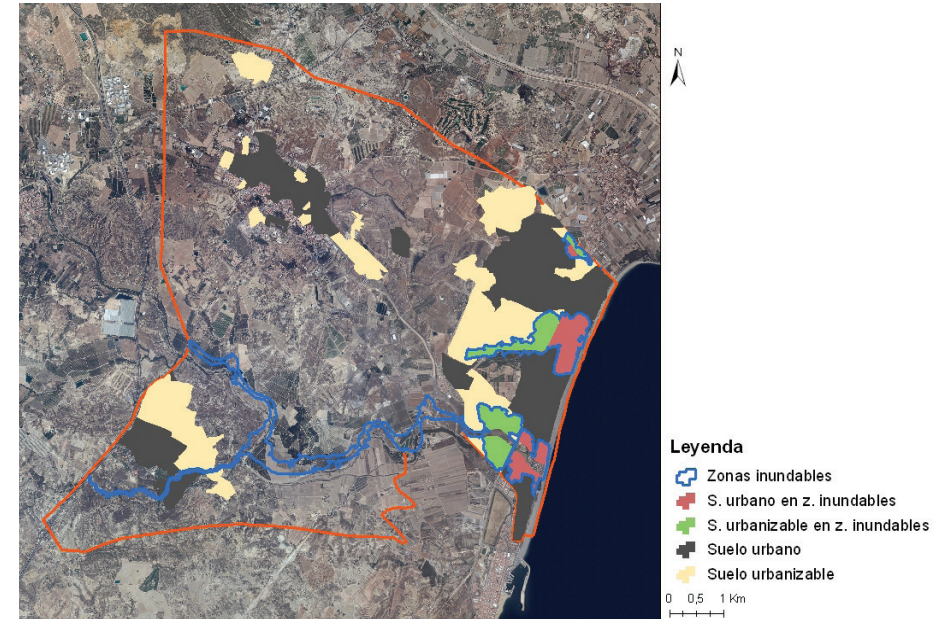 N
Leyenda
Zonas inundables
S. urbano en z. inundables
S. urbanizable en z. inundables
Suelo urbano
Suelo urbanizable
0 0,5 1 Km